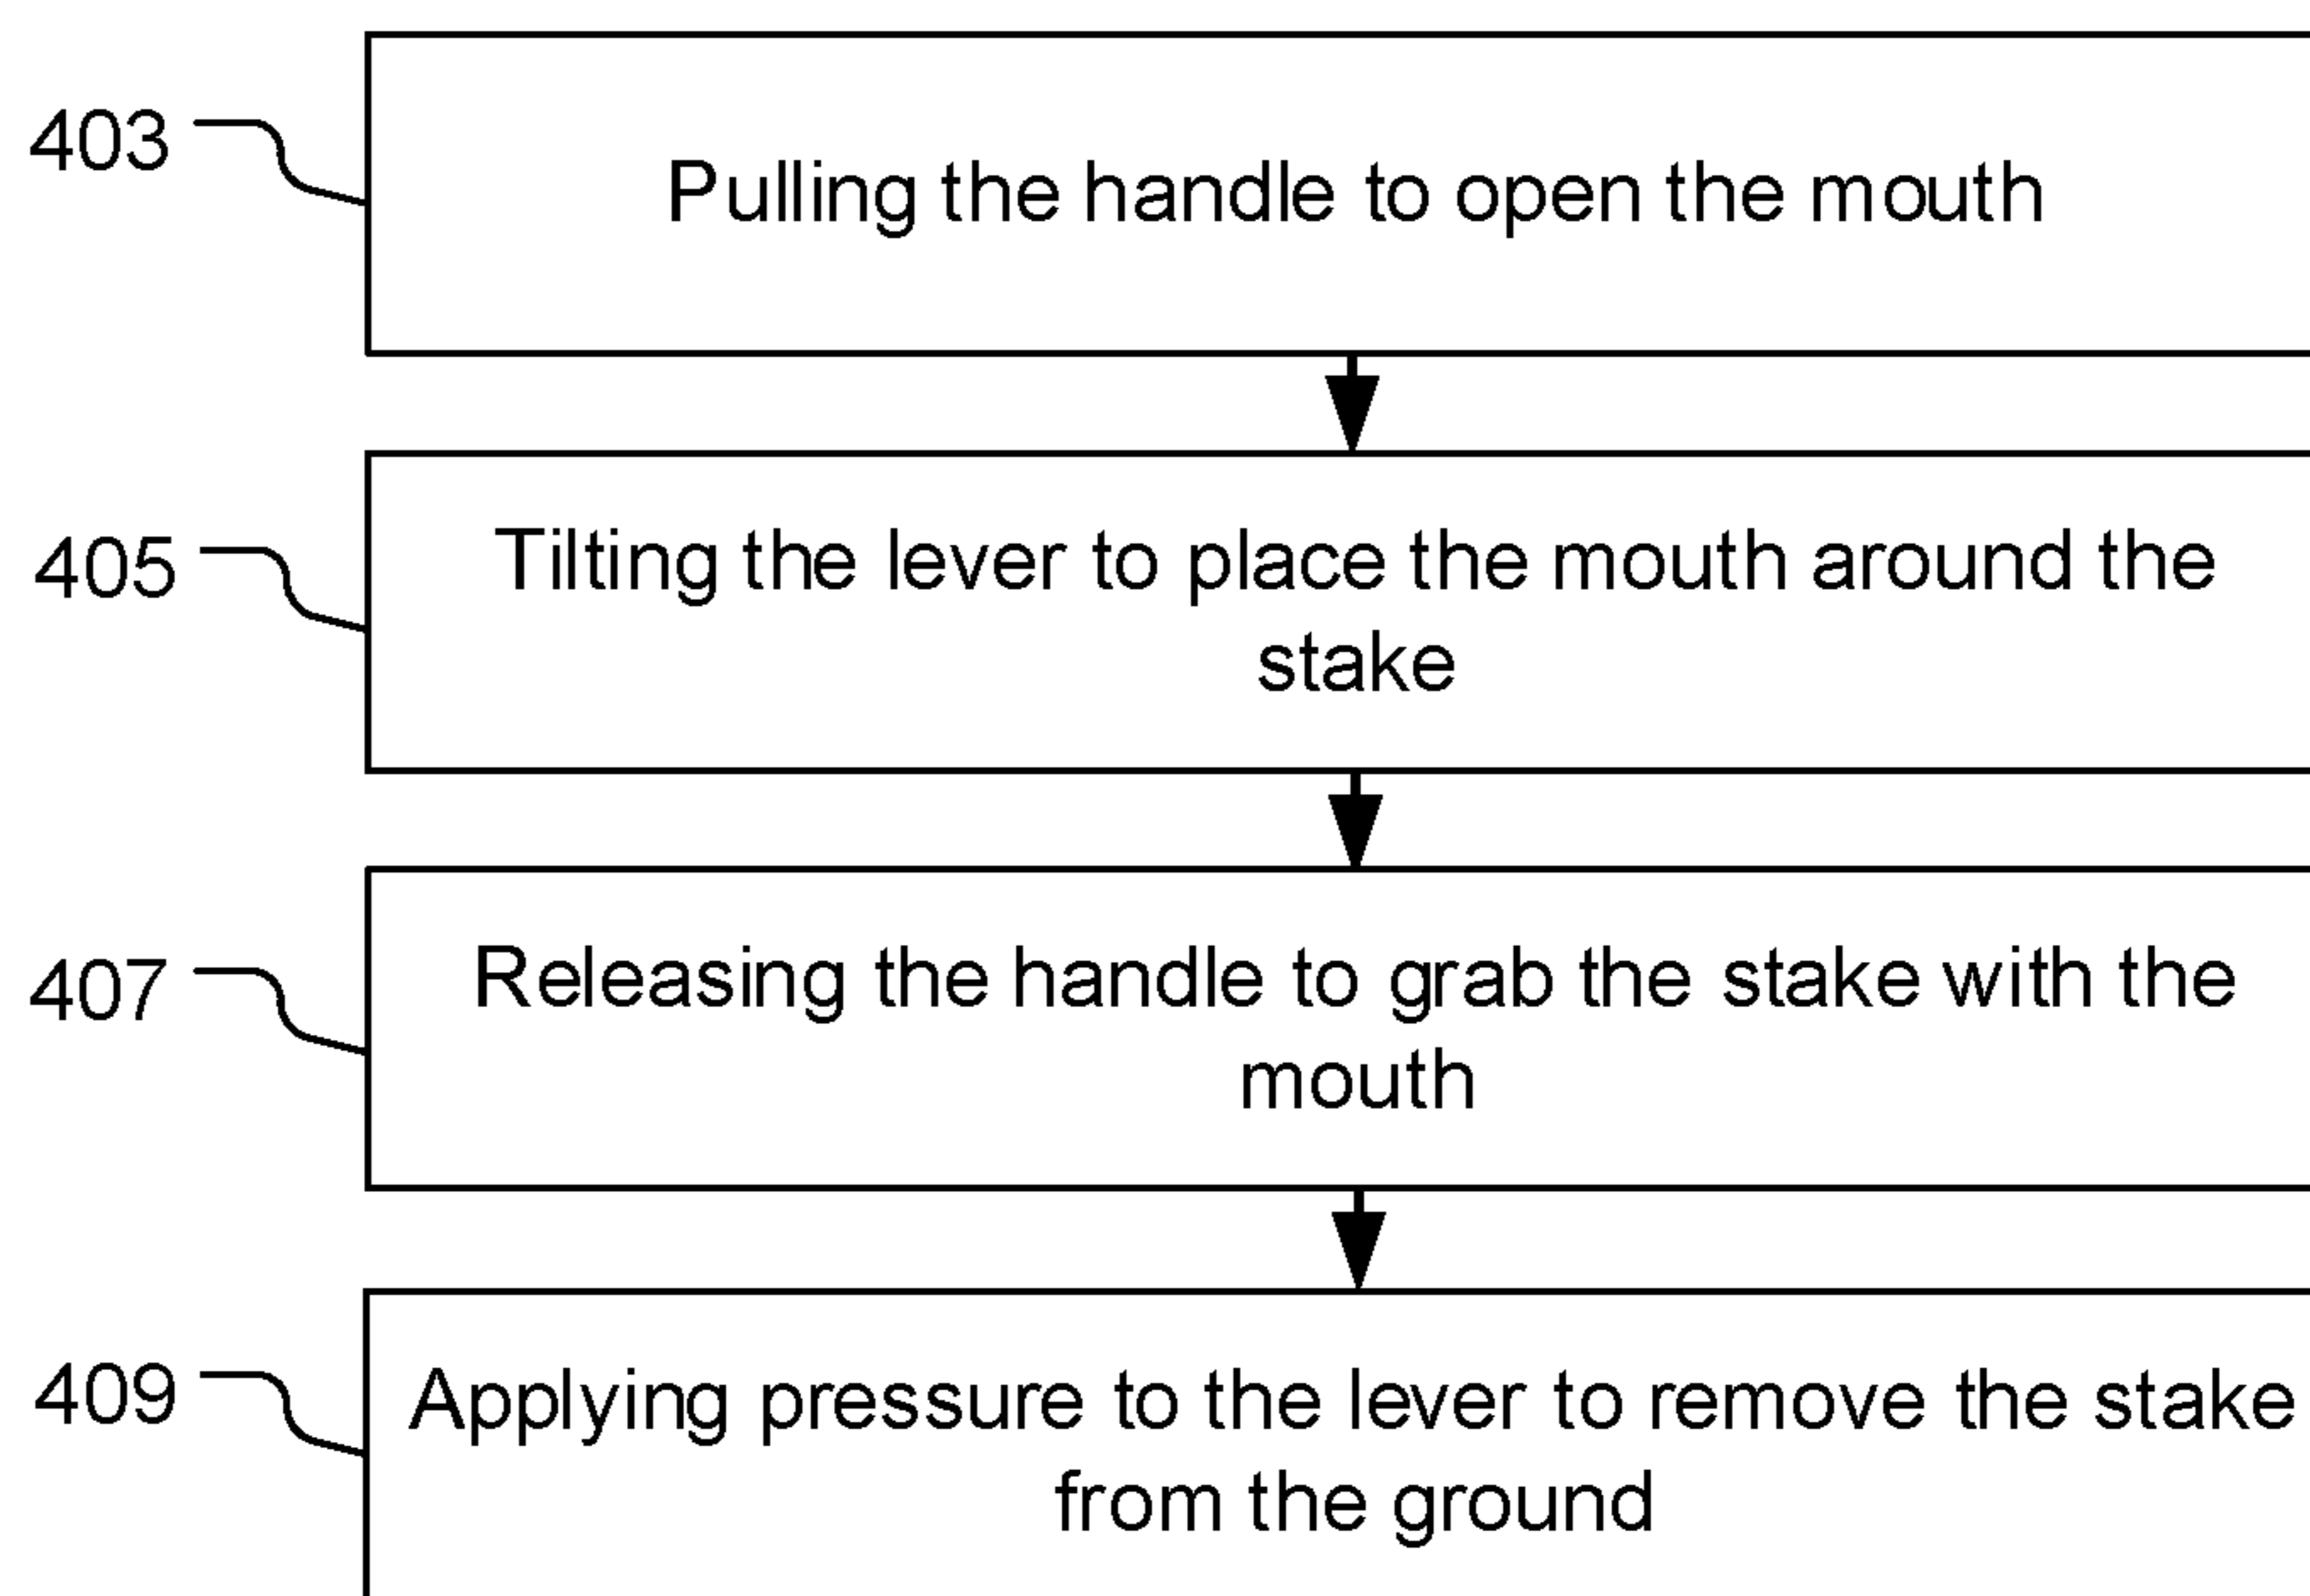 403
Pulling the handle to open the mouth
405
Tilting the lever to place the mouth around the
stake
407
Releasing the handle to grab the stake with the
mouth
409
Applying pressure to the lever to remove the stake
from the ground